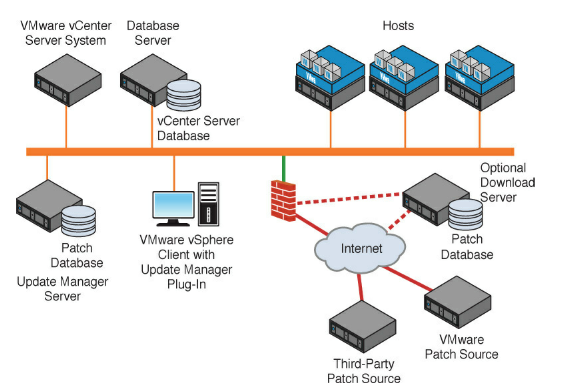 VMware vCenter
Server System
Database
Server
Hosts
vCenter Server
Database
Optional
Download
Server
Patch
Database
Update Manager
Server
VMware vSphere
Client with
Update Manager
Plug-In
Internet
Patch
Database
VMware
Patch Source
Third-Party
Patch Source